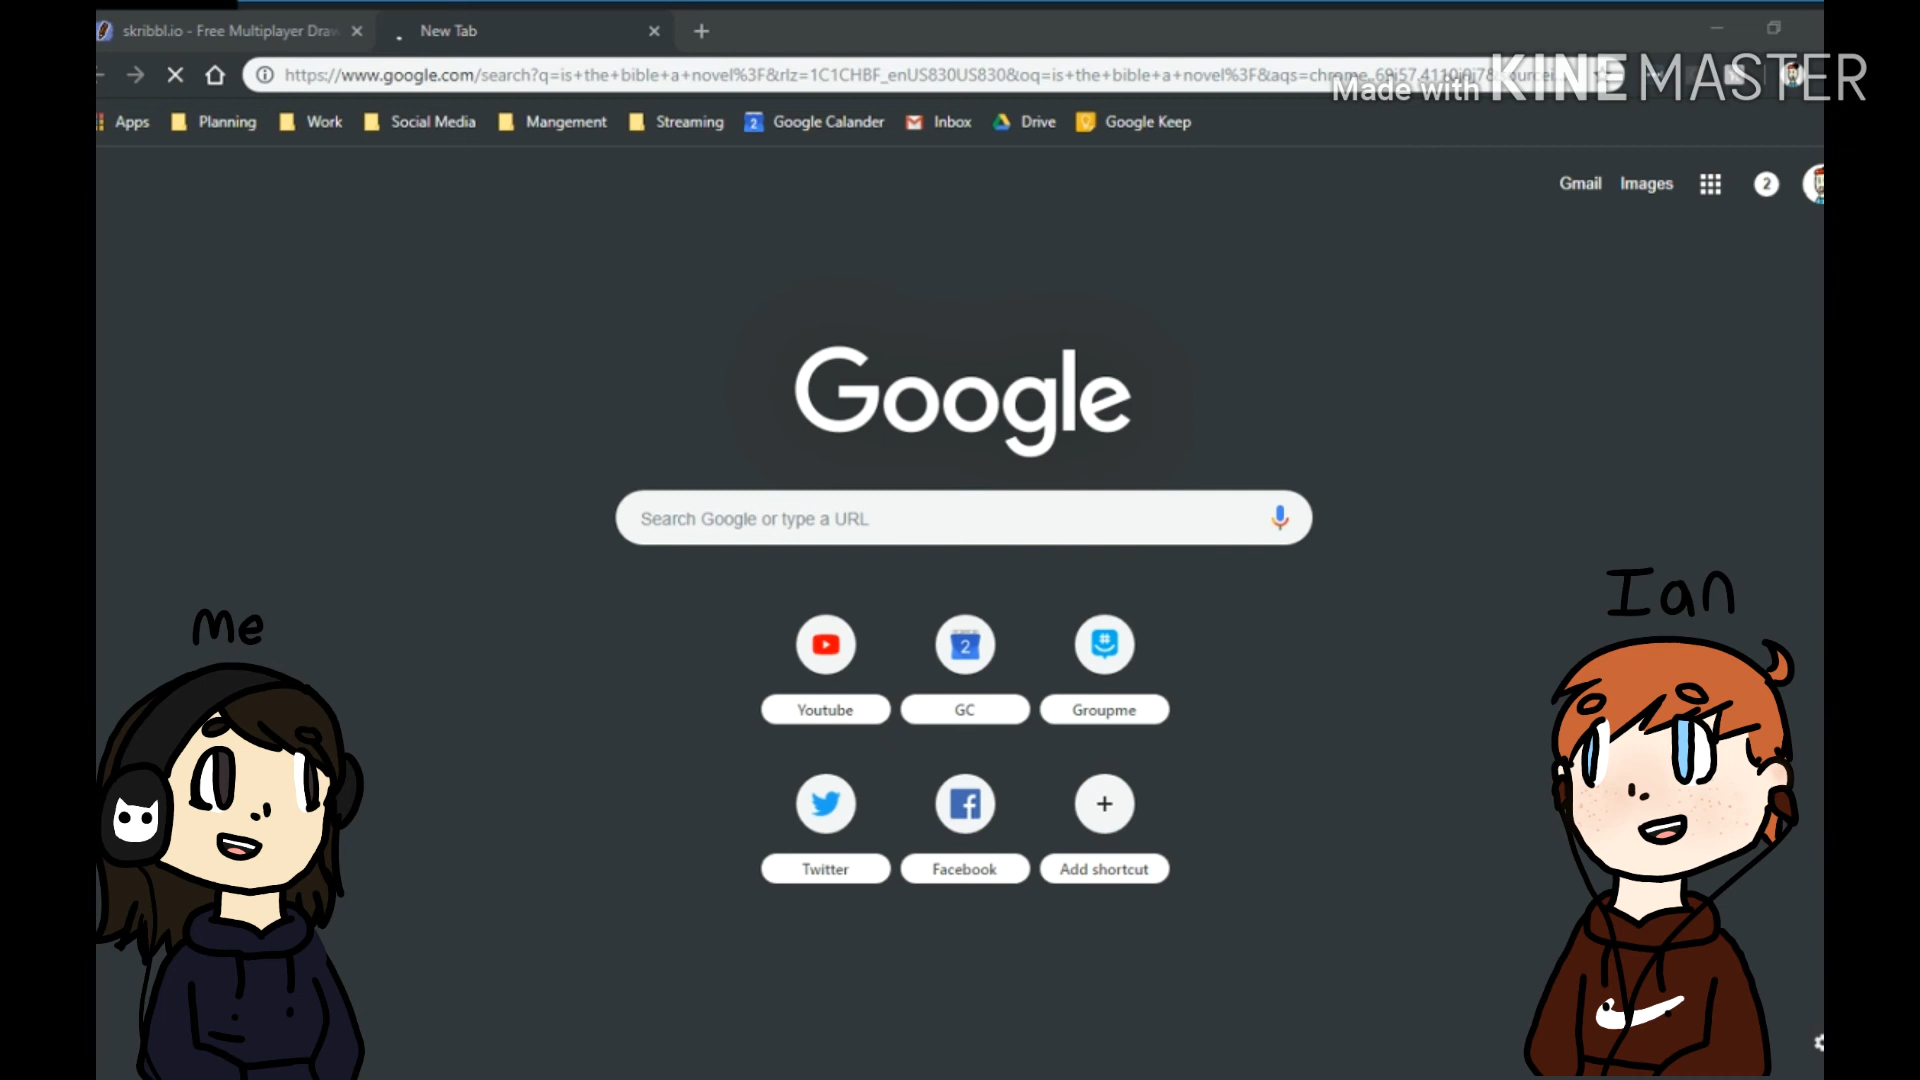 skribbl.io - Free Multiplayer Draw
New Tab
https://www.google.com/search?q=is+the+bible+a+novel%3F&rlz=1C1CHBF_enUS830US830&oq=is+the+bible+a+novel%3F&aqs=chrome
Made with KINEMASTER
Apps Planning Work Social Media Mangement Streaming 2 Google Calander Inbox Drive Google Keep
Gmail Images 2
Google
Search Google or type a URL
Me
Ian
2
Youtube GC Groupme
Twitter Facebook Add shortcut